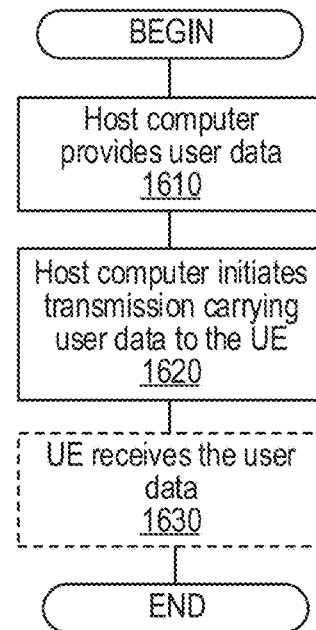 BEGIN
Host computer
provides user data
1610
Host computer initiates
transmission carrying
user data to the UE
1620
UE receives the user
data
1630
END